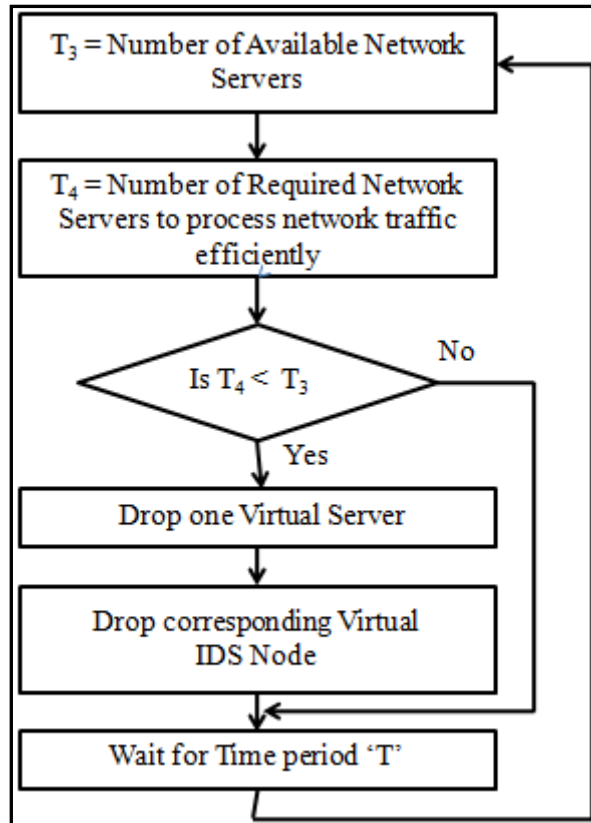 T₃ = Number of Available Network
Servers
T₄ = Number of Required Network
Servers to process network traffic
efficiently
Is T₄ < T₃
No
Yes
Drop one Virtual Server
Drop corresponding Virtual
IDS Node
Wait for Time period ‘T’